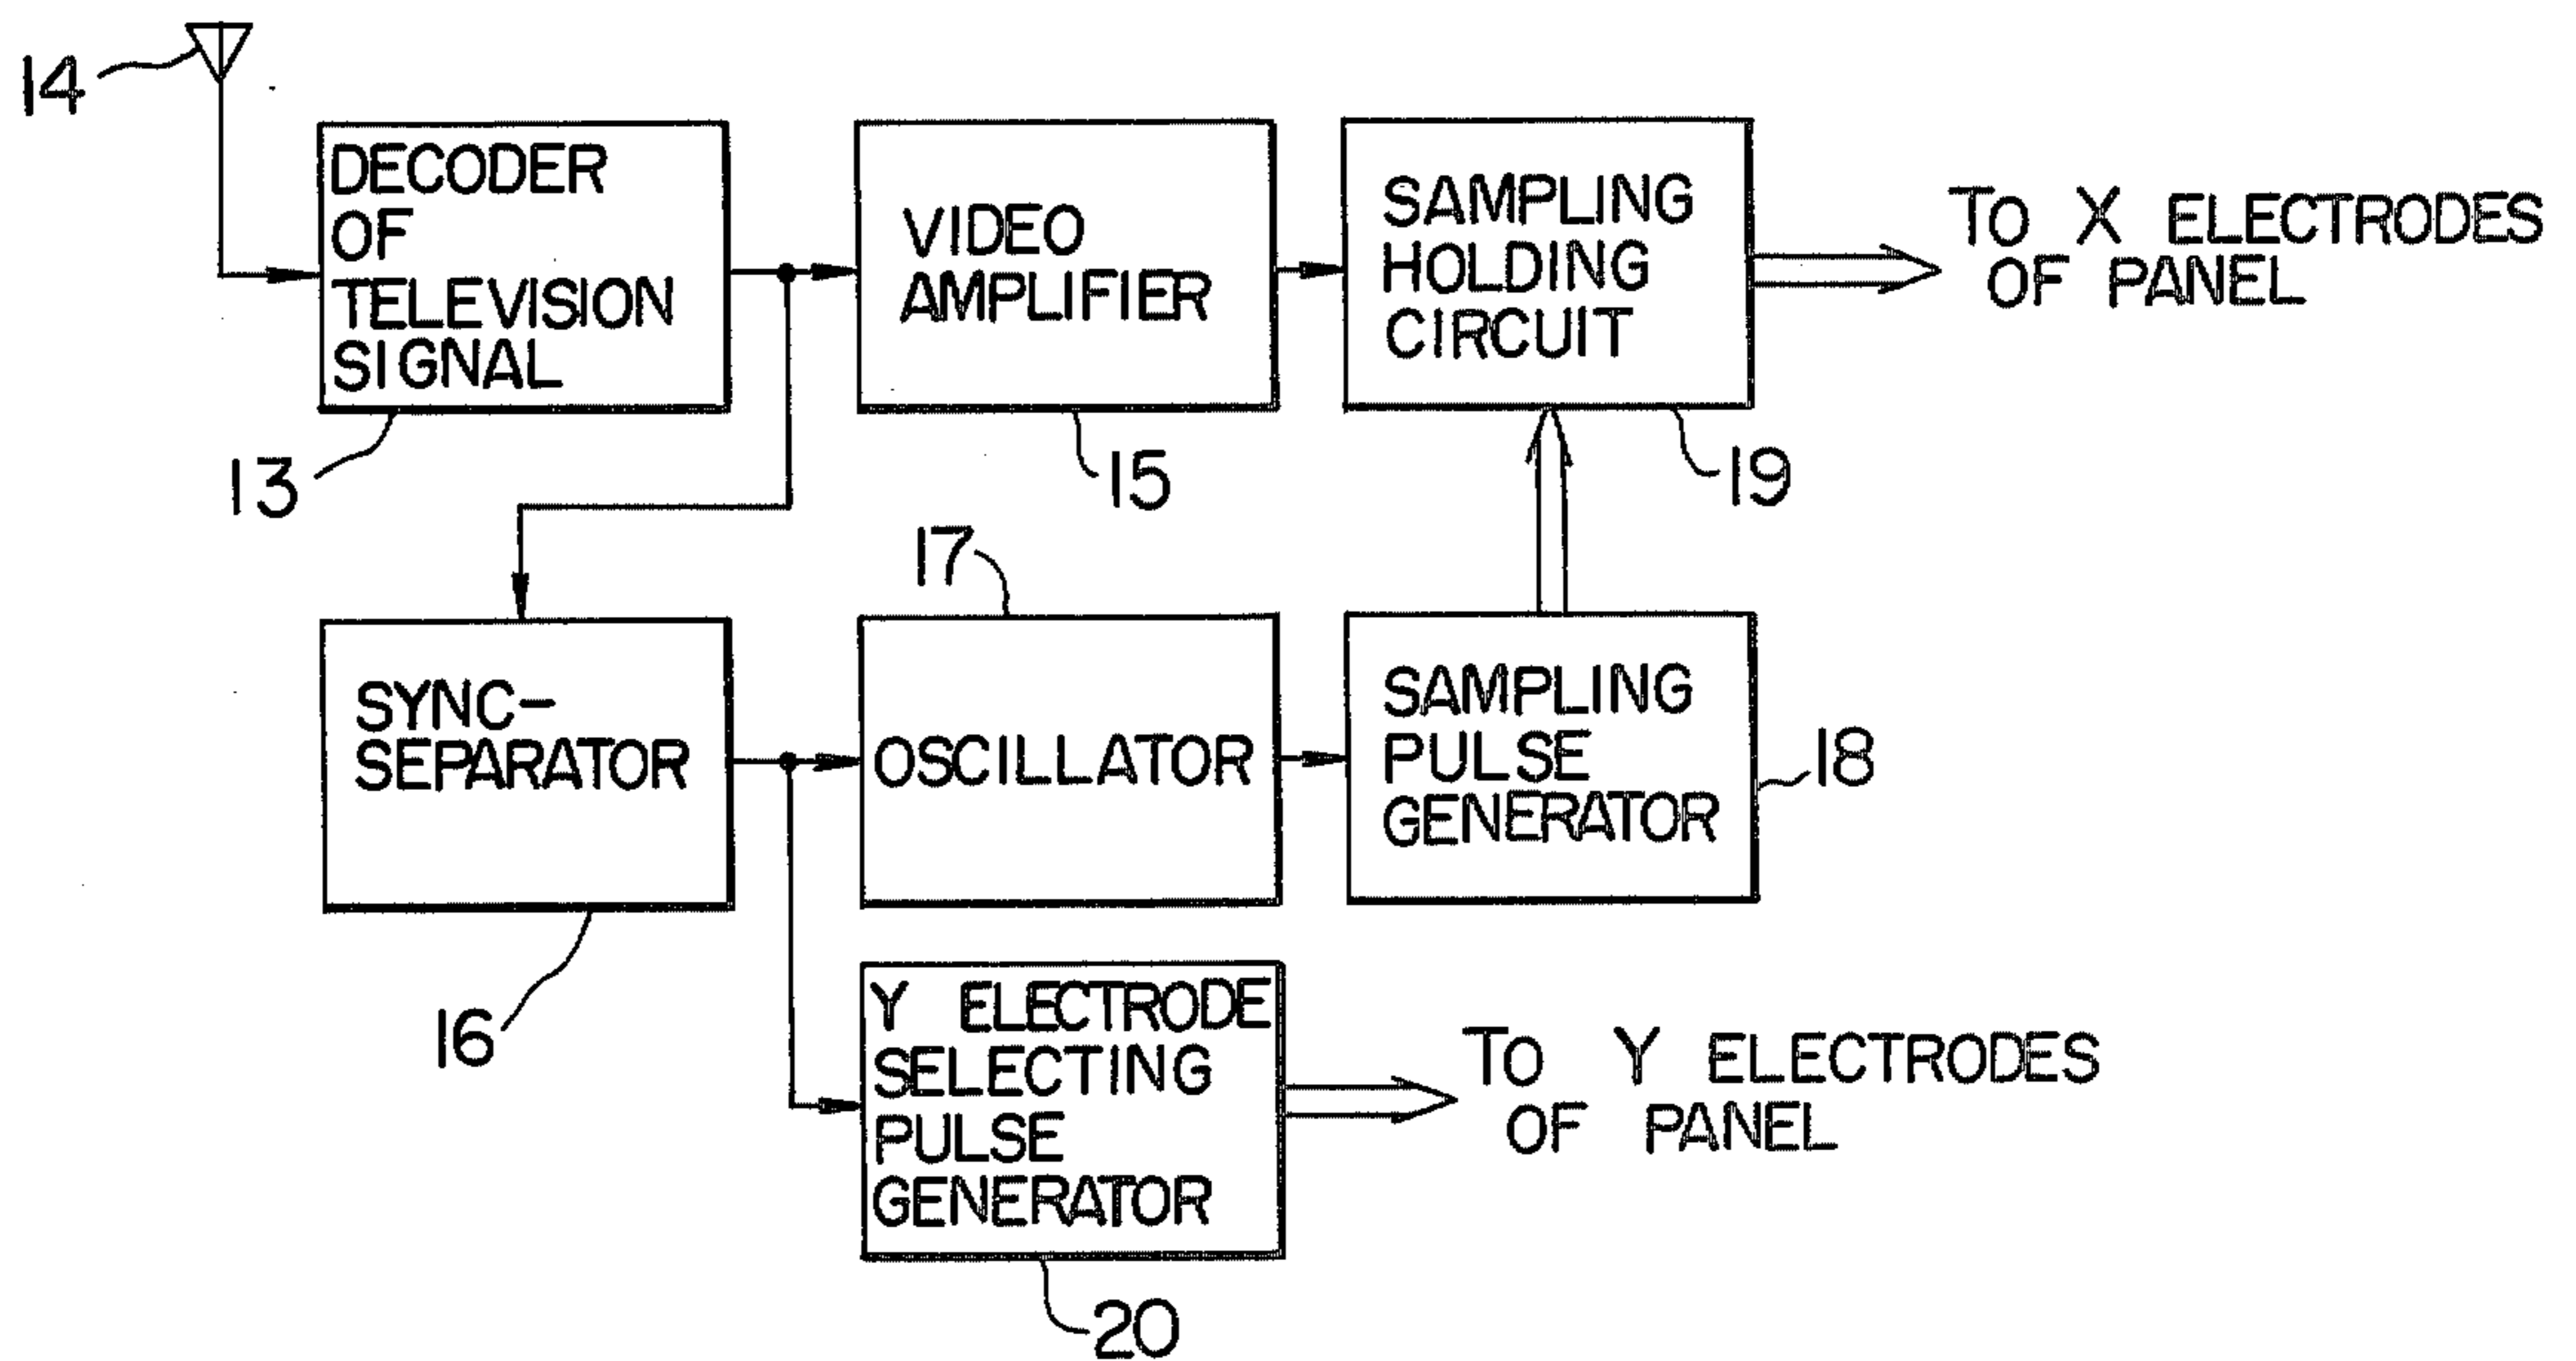 14
DECODER
OF
TELEVISION
SIGNAL
13
VIDEO
AMPLIFIER
15
SAMPLING
HOLDING
CIRCUIT
19
TO X ELECTRODES
OF PANEL
SYNC-
SEPARATOR
16
17
OSCILLATOR
SAMPLING
PULSE
GENERATOR
18
Y ELECTRODE
SELECTING
PULSE
GENERATOR
20
TO Y ELECTRODES
OF PANEL